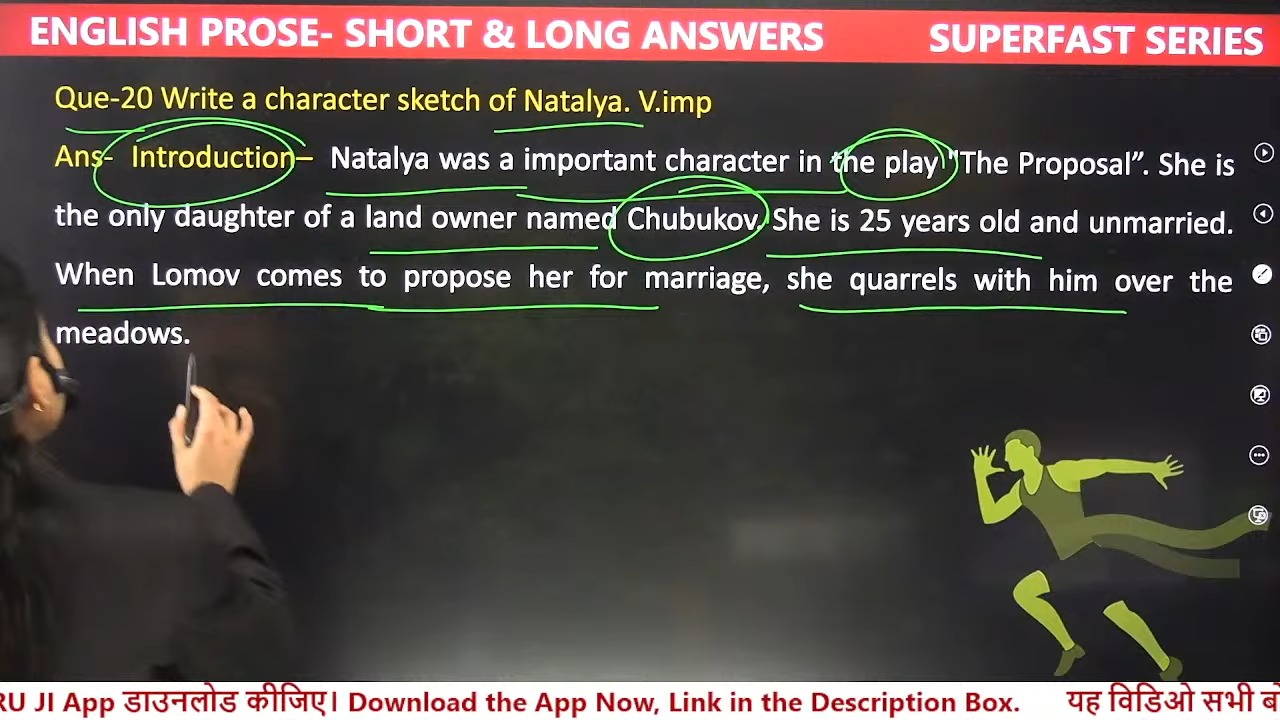 ENGLISH PROSE- SHORT & LONG ANSWERS SUPERFAST SERIES
Que-20 Write a character sketch of Natalya. V.imp
Ans- Introduction– Natalya was a important character in the play "The Proposal”. She is
the only daughter of a land owner named Chubukov. She is 25 years old and unmarried.
When Lomov comes to propose her for marriage, she quarrels with him over the
meadows.
RU JI App डाउनलोड कीजिए। Download the App Now, Link in the Description Box. यह विडिओ सभी